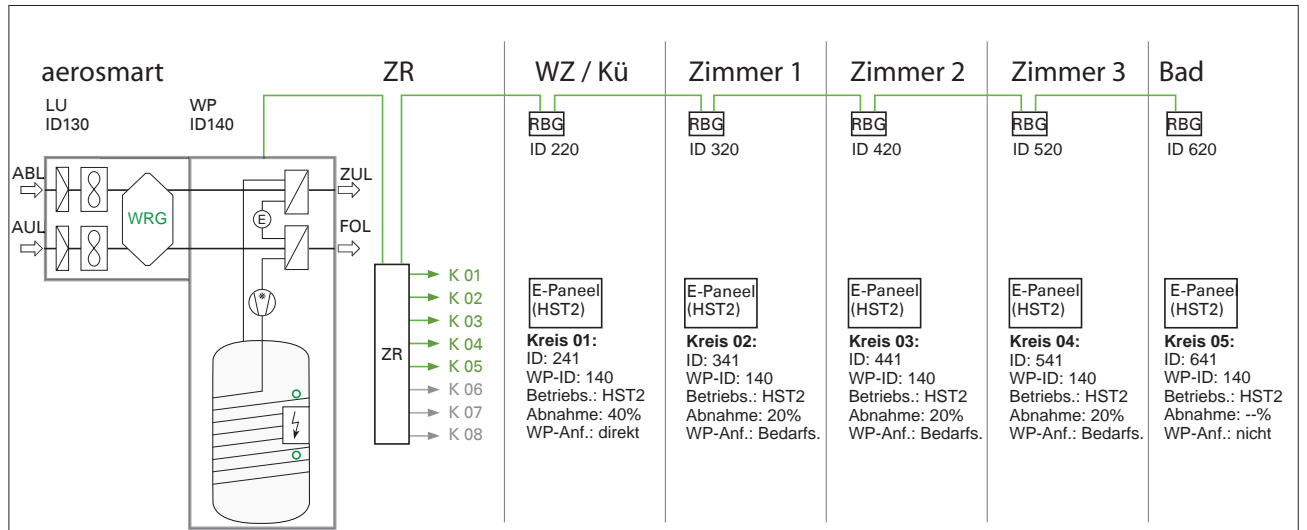 aerosmart
LU
ID130
WP
ID140
ABL
AUL
WRG
E
ZUL
FOL
ZR
ZR
K 01
K 02
K 03
K 04
K 05
K 06
K 07
K 08
WZ / Kü
RBG
ID 220
E-Paneel
(HST2)
Kreis 01:
ID: 241
WP-ID: 140
Betriebs.: HST2
Abnahme: 40%
WP-Anf.: direkt
Zimmer 1
RBG
ID 320
E-Paneel
(HST2)
Kreis 02:
ID: 341
WP-ID: 140
Betriebs.: HST2
Abnahme: 20%
WP-Anf.: Bedarfs.
Zimmer 2
RBG
ID 420
E-Paneel
(HST2)
Kreis 03:
ID: 441
WP-ID: 140
Betriebs.: HST2
Abnahme: 20%
WP-Anf.: Bedarfs.
Zimmer 3
RBG
ID 520
E-Paneel
(HST2)
Kreis 04:
ID: 541
WP-ID: 140
Betriebs.: HST2
Abnahme: 20%
WP-Anf.: Bedarfs.
Bad
RBG
ID 620
E-Paneel
(HST2)
Kreis 05:
ID: 641
WP-ID: 140
Betriebs.: HST2
Abnahme: --%
WP-Anf.: nicht